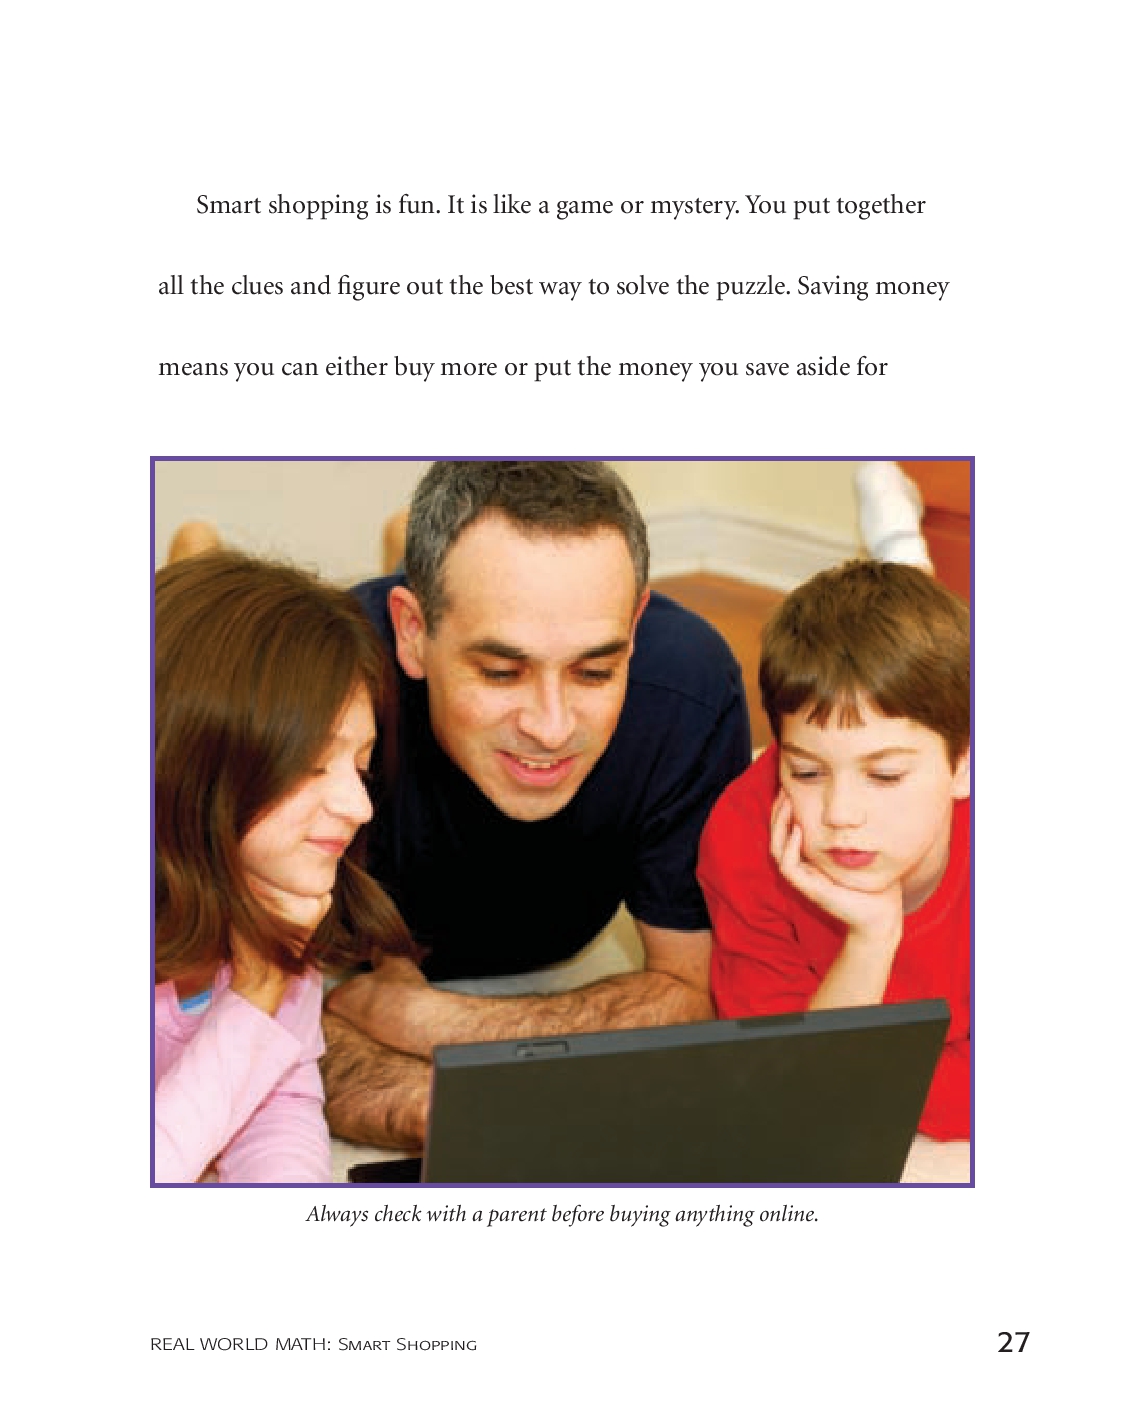 Smart shopping is fun. It is like a game or mystery. You put together
all the clues and figure out the best way to solve the puzzle. Saving money
means you can either buy more or put the money you save aside for
Always check with a parent before buying anything online.
REAL WORLD MATH: Smart Shopping
27